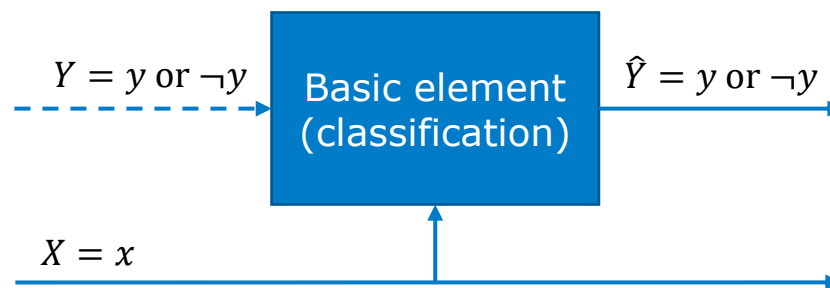 Y = y or ¬y
Basic element
(classification)
Ŷ = y or ¬y
X = x